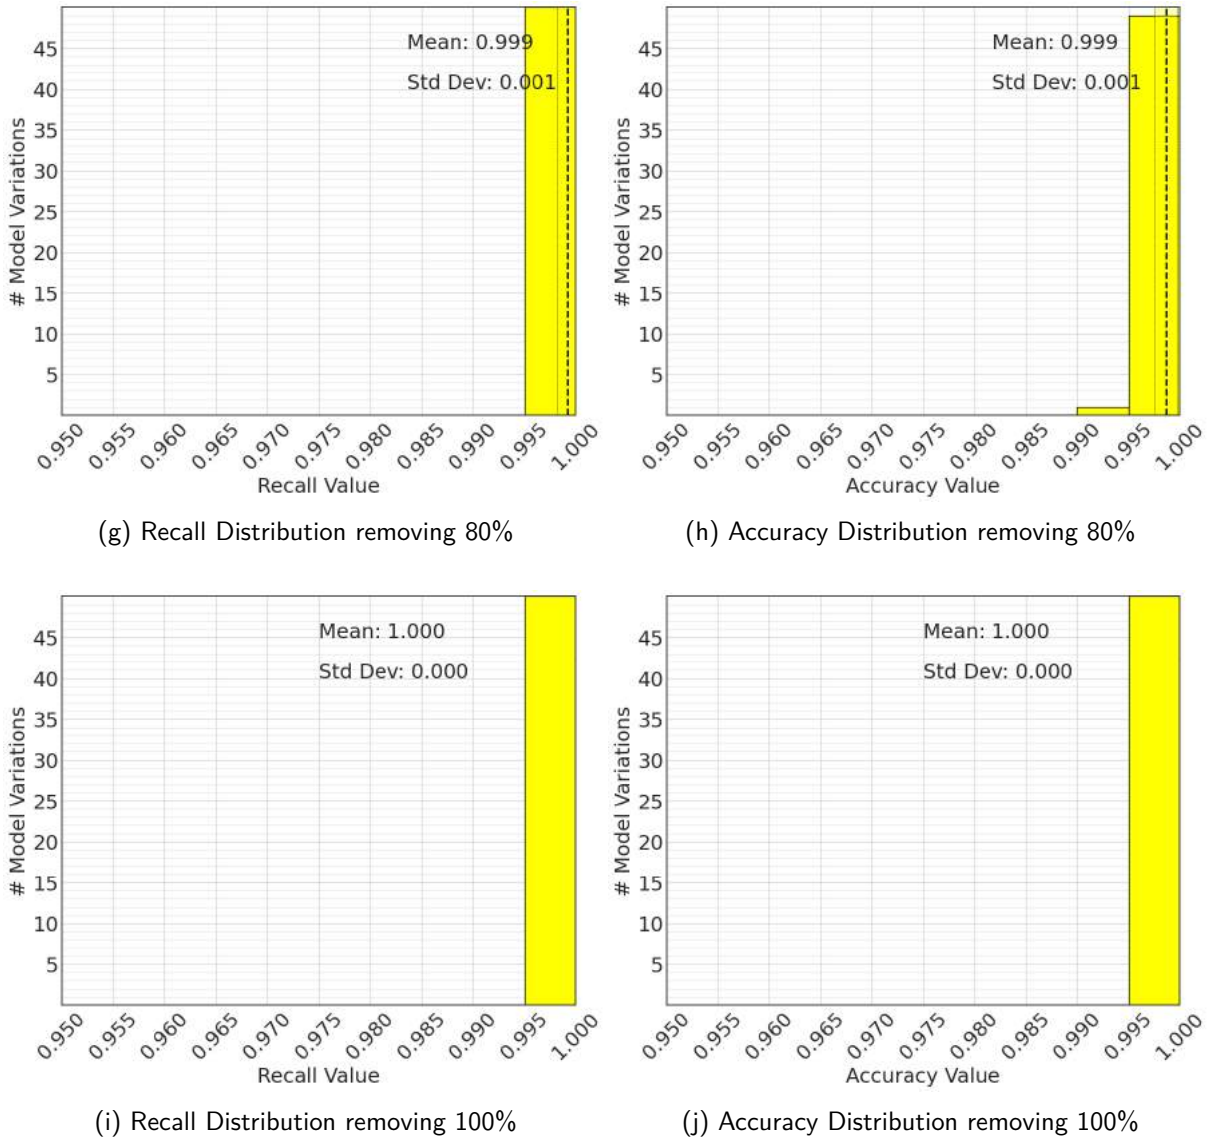 Mean: 0.999
Std Dev: 0.001
# Model Variations
45
40
35
30
25
20
15
10
5
0.950 0.955 0.960 0.965 0.970 0.975 0.980 0.985 0.990 0.995 1.000
Recall Value
(g) Recall Distribution removing 80%
Mean: 0.999
Std Dev: 0.001
# Model Variations
45
40
35
30
25
20
15
10
5
0.950 0.955 0.960 0.965 0.970 0.975 0.980 0.985 0.990 0.995 1.000
Accuracy Value
(h) Accuracy Distribution removing 80%
Mean: 1.000
Std Dev: 0.000
# Model Variations
45
40
35
30
25
20
15
10
5
0.950 0.955 0.960 0.965 0.970 0.975 0.980 0.985 0.990 0.995 1.000
Recall Value
(i) Recall Distribution removing 100%
Mean: 1.000
Std Dev: 0.000
# Model Variations
45
40
35
30
25
20
15
10
5
0.950 0.955 0.960 0.965 0.970 0.975 0.980 0.985 0.990 0.995 1.000
Accuracy Value
(j) Accuracy Distribution removing 100%